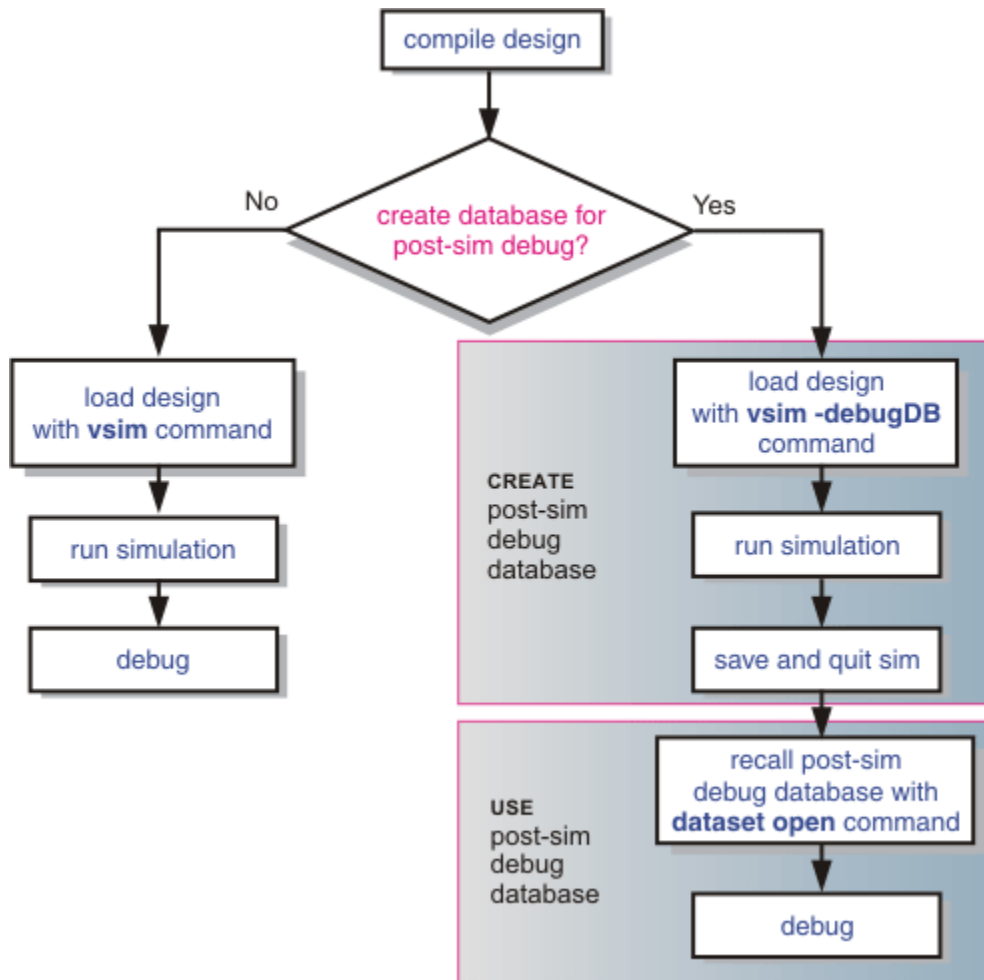 compile design
create database for
post-sim debug?
No
Yes
load design
with vsim command
run simulation
debug
CREATE
post-sim
debug
database
load design
with vsim -debugDB
command
run simulation
save and quit sim
USE
post-sim
debug
database
recall post-sim
debug database with
dataset open command
debug